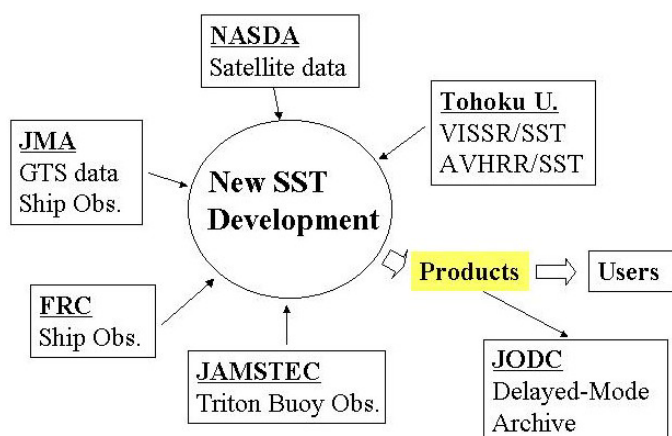 NASDA
Satellite data
Tohoku U.
VISSR/SST
AVHRR/SST
JMA
GTS data
Ship Obs.
New SST
Development
Products
Users
FRC
Ship Obs.
JAMSTEC
Triton Buoy Obs.
JODC
Delayed-Mode
Archive